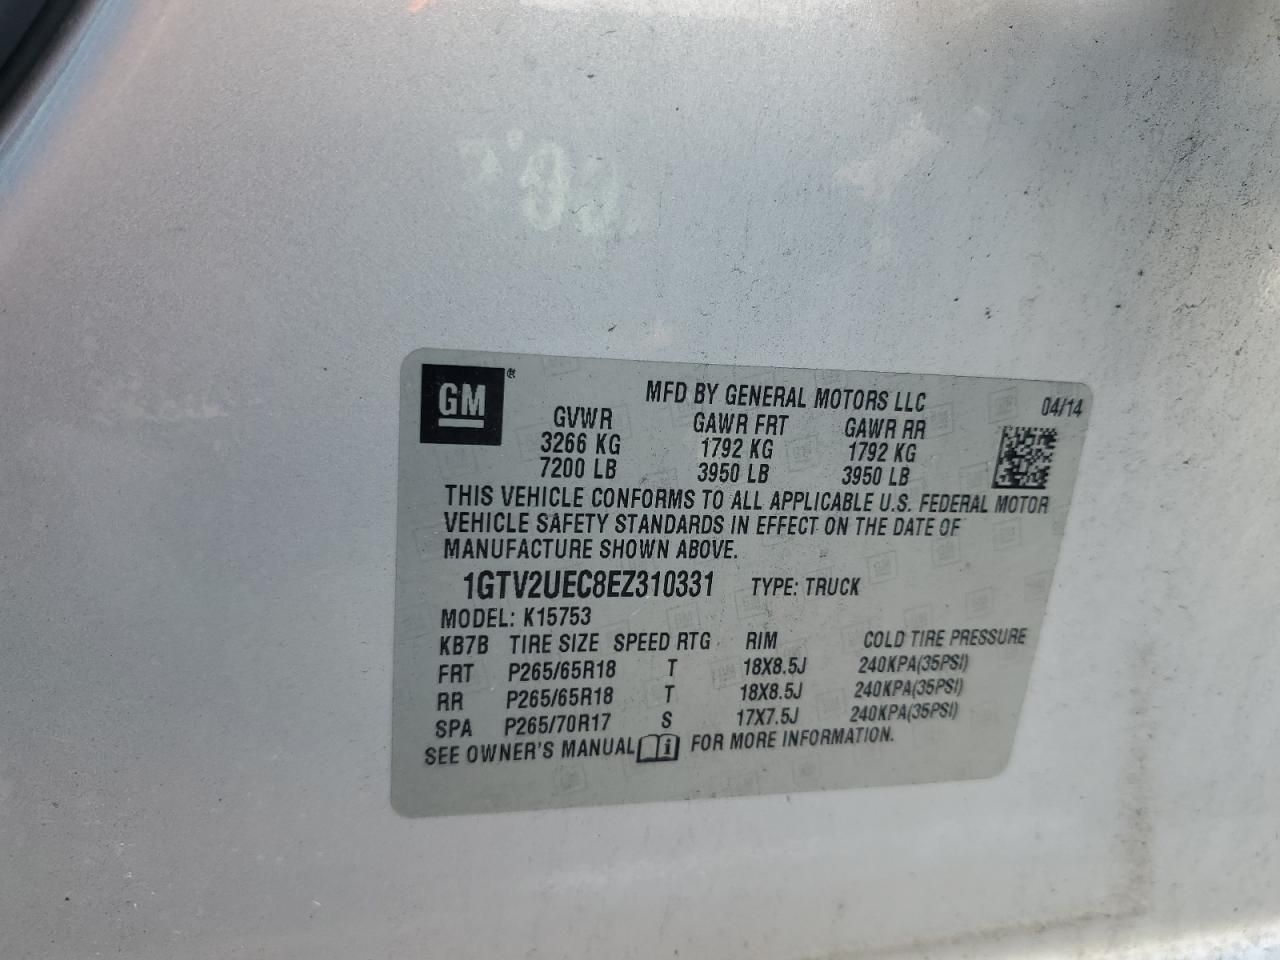 GM®
MFD BY GENERAL MOTORS LLC 04/14
GVWR GAWR FRT GAWR RR
3266 KG 1792 KG 1792 KG
7200 LB 3950 LB 3950 LB
THIS VEHICLE CONFORMS TO ALL APPLICABLE U.S. FEDERAL MOTOR
VEHICLE SAFETY STANDARDS IN EFFECT ON THE DATE OF
MANUFACTURE SHOWN ABOVE.
1GTV2UEC8EZ310331 TYPE: TRUCK
MODEL: K15753
KB7B TIRE SIZE SPEED RTG RIM COLD TIRE PRESSURE
FRT P265/65R18 T 18X8.5J 240KPA(35PSI)
RR P265/65R18 T 18X8.5J 240KPA(35PSI)
SPA P265/70R17 S 17X7.5J 240KPA(35PSI)
SEE OWNER'S MANUAL FOR MORE INFORMATION.